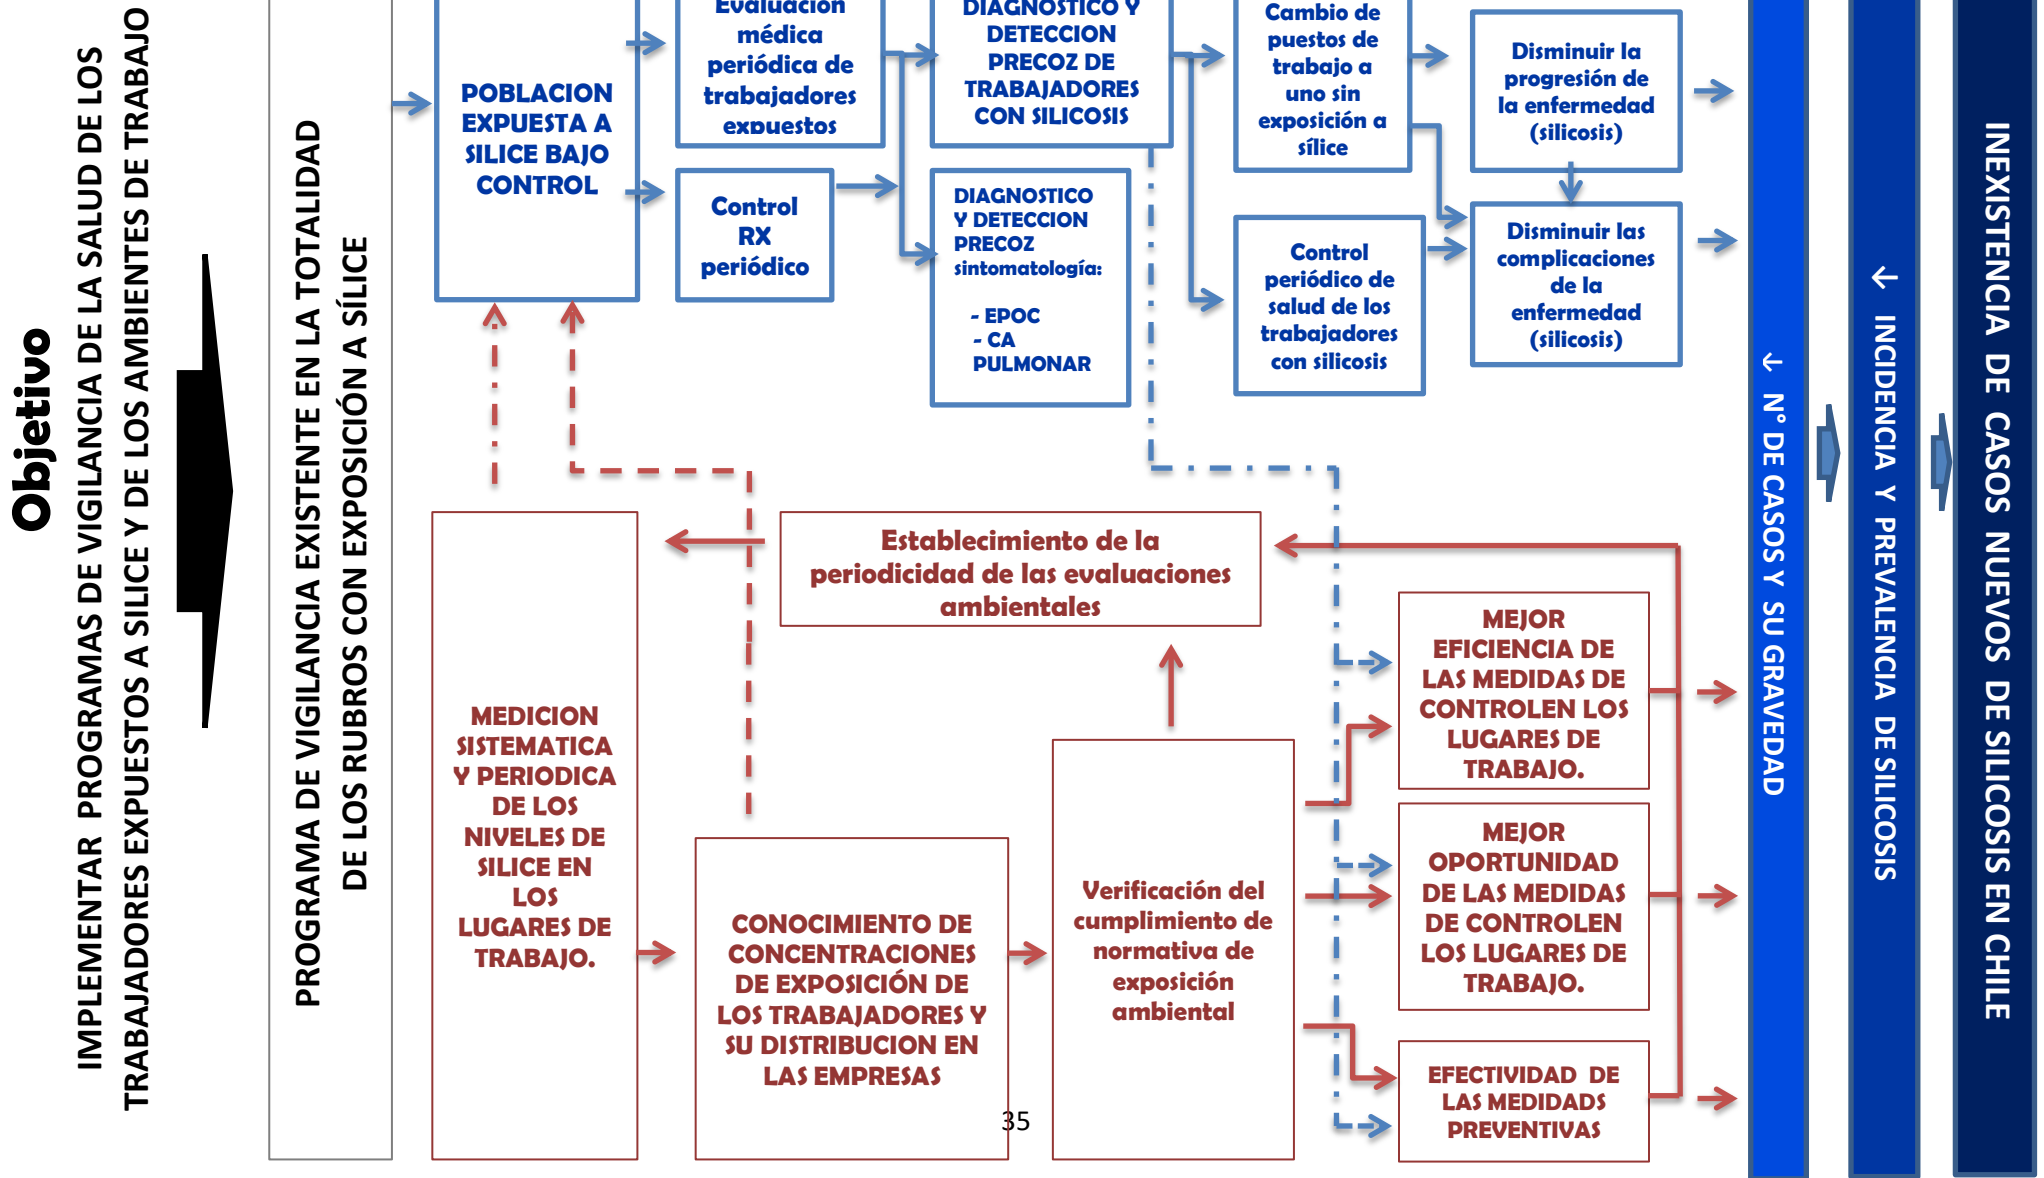 Objetivo
IMPLEMENTAR PROGRAMAS DE VIGILANCIA DE LA SALUD DE LOS
TRABAJADORES EXPUESTOS A SILICE Y DE LOS AMBIENTES DE TRABAJO
PROGRAMA DE VIGILANCIA EXISTENTE EN LA TOTALIDAD
DE LOS RUBROS CON EXPOSICIÓN A SÍLICE
POBLACION
EXPUESTA A
SILICE BAJO
CONTROL
Evaluación
médica
periódica de
trabajadores
expuestos
Control
RX
periódico
DIAGNOSTICO Y
DETECCION
PRECOZ DE
TRABAJADORES
CON SILICOSIS
DIAGNOSTICO
Y DETECCION
PRECOZ
sintomatología:
- EPOC
- CA
PULMONAR
Cambio de
puestos de
trabajo a
uno sin
exposición a
sílice
Control
periódico de
salud de los
trabajadores
con silicosis
Disminuir la
progresión de
la enfermedad
(silicosis)
Disminuir las
complicaciones
de la
enfermedad
(silicosis)
MEDICION
SISTEMATICA
Y PERIODICA
DE LOS
NIVELES DE
SILICE EN
LOS
LUGARES DE
TRABAJO.
Establecimiento de la
periodicidad de las evaluaciones
ambientales
CONOCIMIENTO DE
CONCENTRACIONES
DE EXPOSICIÓN DE
LOS TRABAJADORES Y
SU DISTRIBUCION EN
LAS EMPRESAS
Verificación del
cumplimiento de
normativa de
exposición
ambiental
MEJOR
EFICIENCIA DE
LAS MEDIDAS DE
CONTROLEN LOS
LUGARES DE
TRABAJO.
MEJOR
OPORTUNIDAD
DE LAS MEDIDAS
DE CONTROLEN
LOS LUGARES DE
TRABAJO.
EFECTIVIDAD DE
LAS MEDIDADS
PREVENTIVAS
↓ N° DE CASOS Y SU GRAVEDAD
↓ INCIDENCIA Y PREVALENCIA DE SILICOSIS
INEXISTENCIA DE CASOS NUEVOS DE SILICOSIS EN CHILE
35